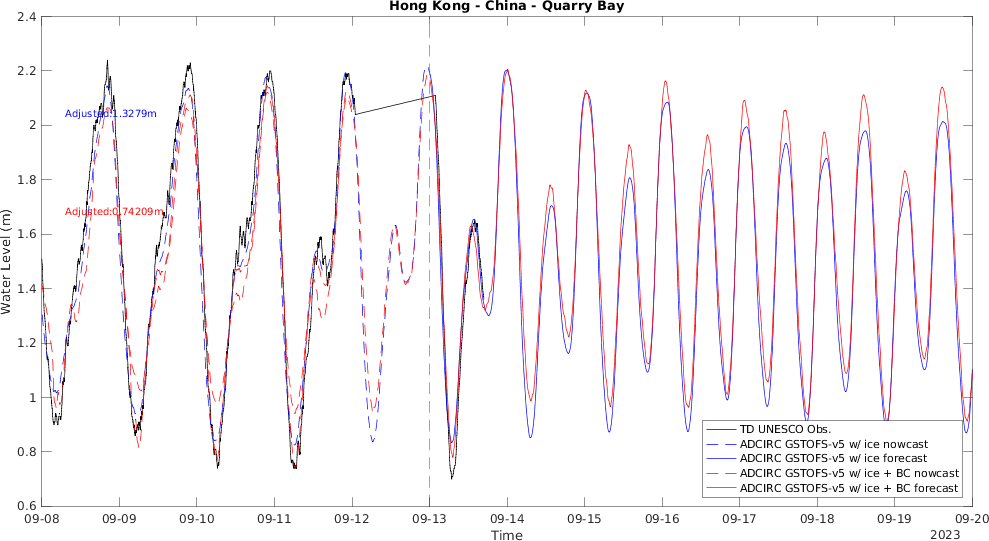 Hong Kong - China - Quarry Bay
2.4
2.2
2
1.8
1.6
1.4
1.2
1
0.8
0.6
Water Level (m)
Adjusted:1.3279m
Adjusted:0.74209m
TD UNESCO Obs.
ADCIRC GSTOFS-v5 w/ ice nowcast
ADCIRC GSTOFS-v5 w/ ice forecast
ADCIRC GSTOFS-v5 w/ ice + BC nowcast
ADCIRC GSTOFS-v5 w/ ice + BC forecast
09-08 09-09 09-10 09-11 09-12 09-13 09-14 09-15 09-16 09-17 09-18 09-19 09-20
Time
2023